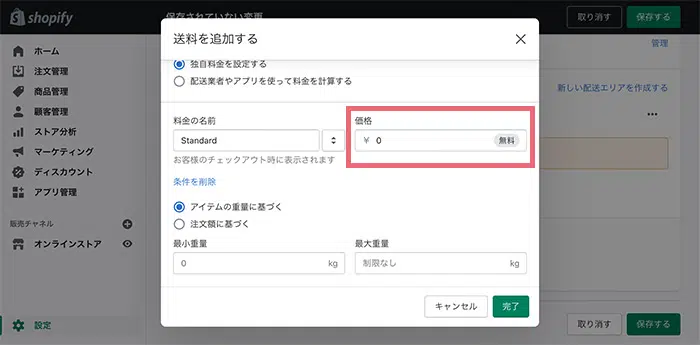 shopify
保存されていない変更
取り消す
保存する
ホーム
注文管理
商品管理
顧客管理
ストア分析
マーケティング
ディスカウント
アプリ管理
販売チャネル
オンラインストア
設定
管理
新しい配送エリアを作成する
送料を追加する
独自料金を設定する
配送業者やアプリを使って料金を計算する
料金の名前
Standard
お客様のチェックアウト時に表示されます
価格
¥ 0 無料
条件を削除
アイテムの重量に基づく
注文額に基づく
最小重量
0 kg
最大重量
制限なし kg
キャンセル
完了
取り消す
保存する